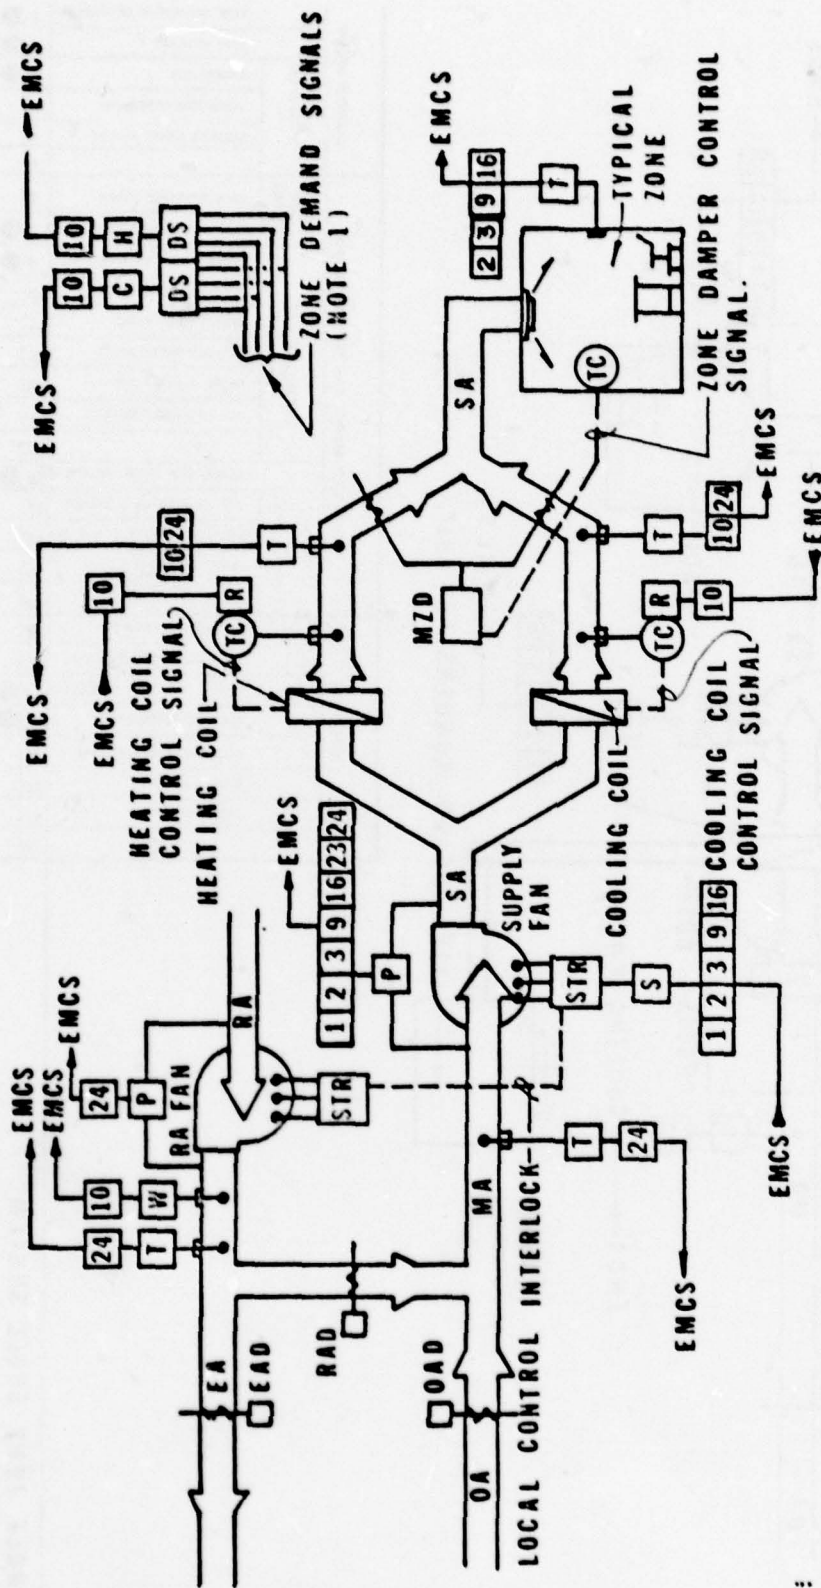 EMCS
EMCS
24
10
T
W
EMCS
24
P
RA FAN
RA
STR
EA
EAD
RAD
OAD
OA
MA
LOCAL CONTROL INTERLOCK
T
24
EMCS
EMCS
1 2 3 9 16 23 24
P
SA
SUPPLY
FAN
STR
S
1 2 3 9 16
EMCS
HEATING COIL
CONTROL SIGNAL
HEATING COIL
EMCS
EMCS
10
R
TC
10 24
T
COOLING COIL
COOLING COIL
CONTROL SIGNAL
TC
R
10
EMCS
T
10 24
EMCS
MZD
SA
EMCS
EMCS
10
10
C
H
DS
DS
ZONE DEMAND SIGNALS
(NOTE 1)
EMCS
2 3 9 16
T
TC
TYPICAL
ZONE
ZONE DAMPER CONTROL
SIGNAL.